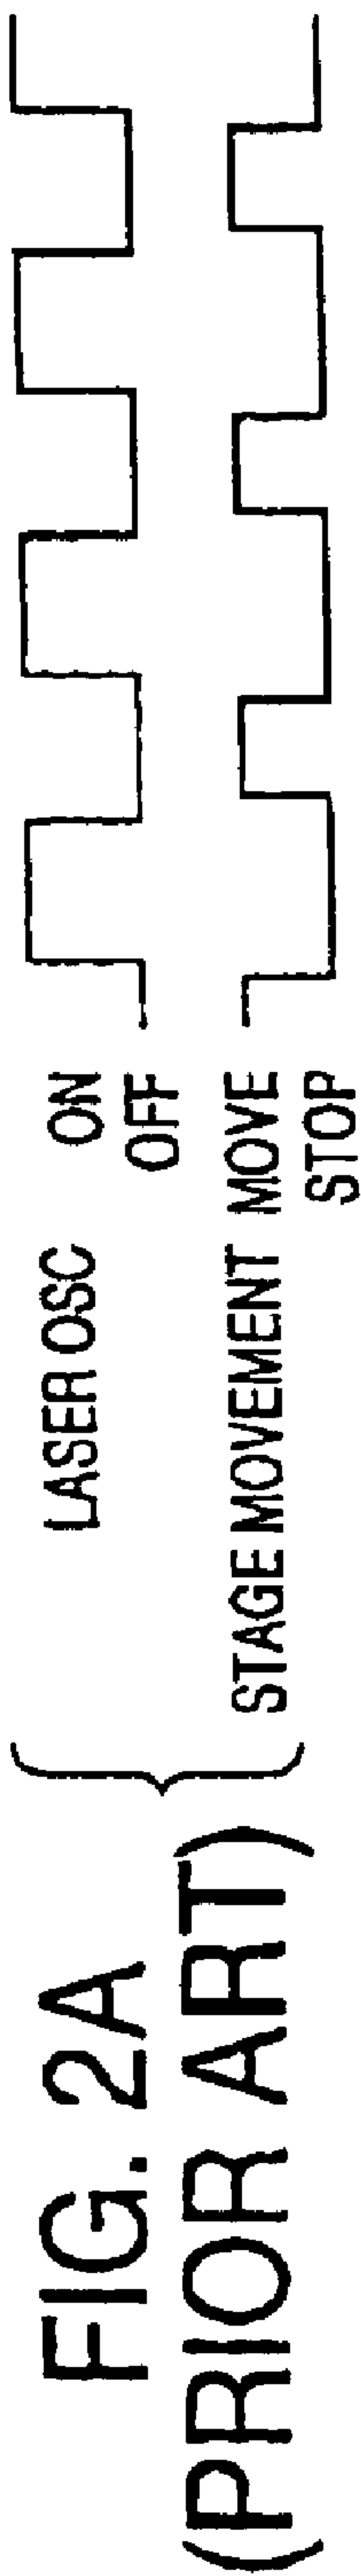 FIG. 2A
(PRIOR ART)
LASER OSC ON
OFF
STAGE MOVEMENT MOVE
STOP